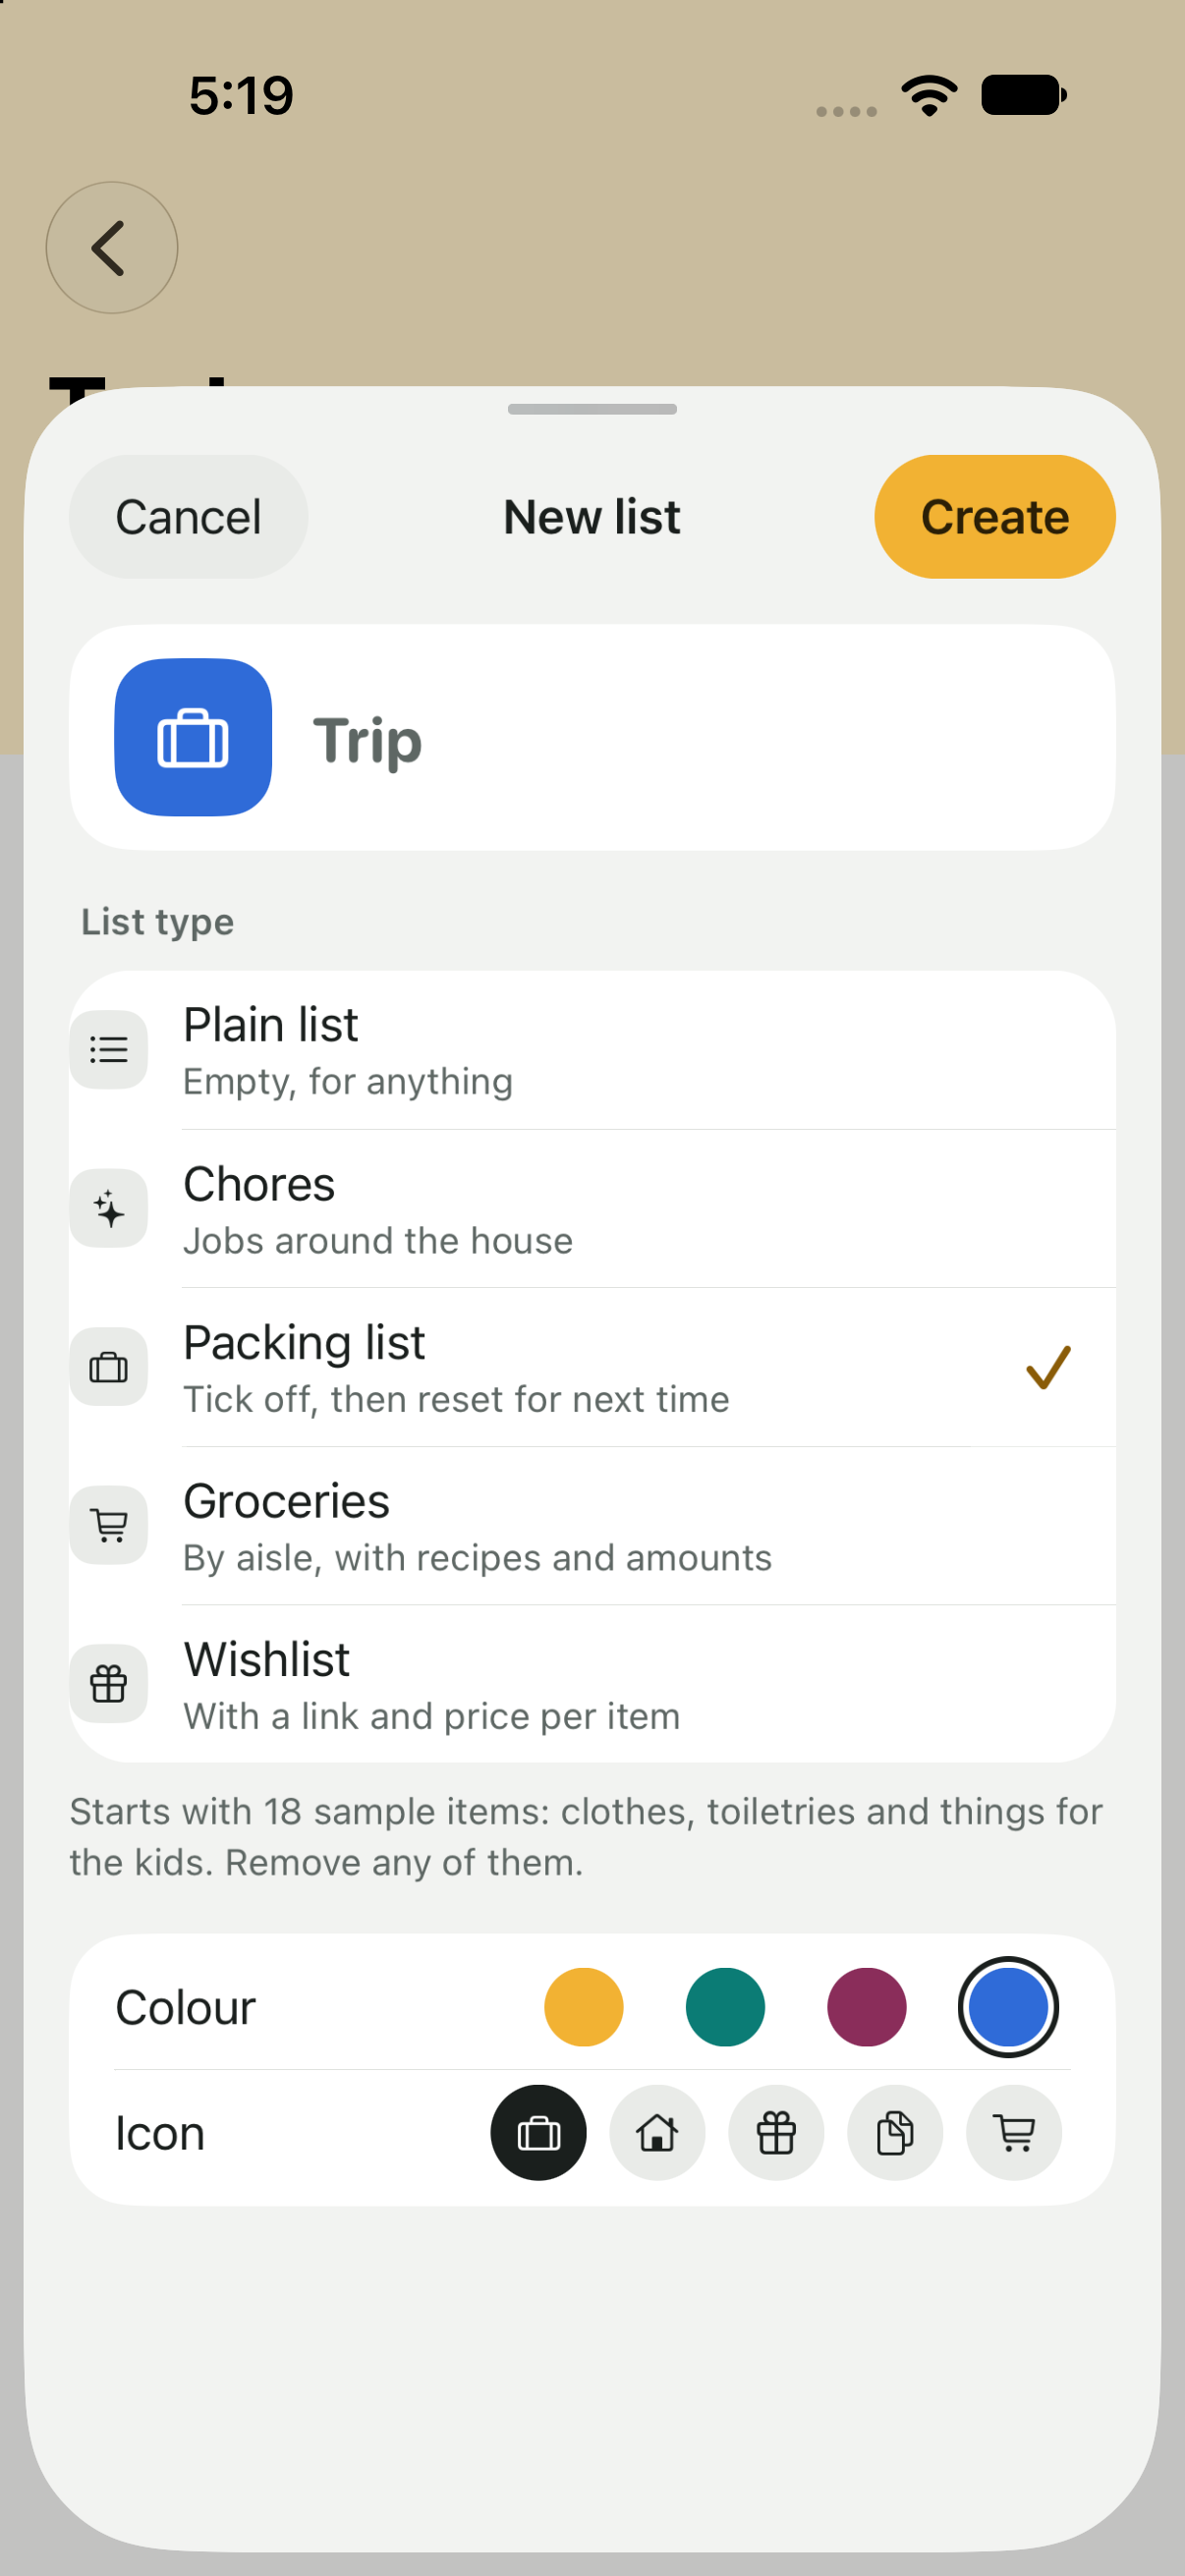 5:19
Cancel
New list
Create
Trip
List type
Plain list
Empty, for anything
Chores
Jobs around the house
Packing list
Tick off, then reset for next time
Groceries
By aisle, with recipes and amounts
Wishlist
With a link and price per item
Starts with 18 sample items: clothes, toiletries and things for
the kids. Remove any of them.
Colour
Icon